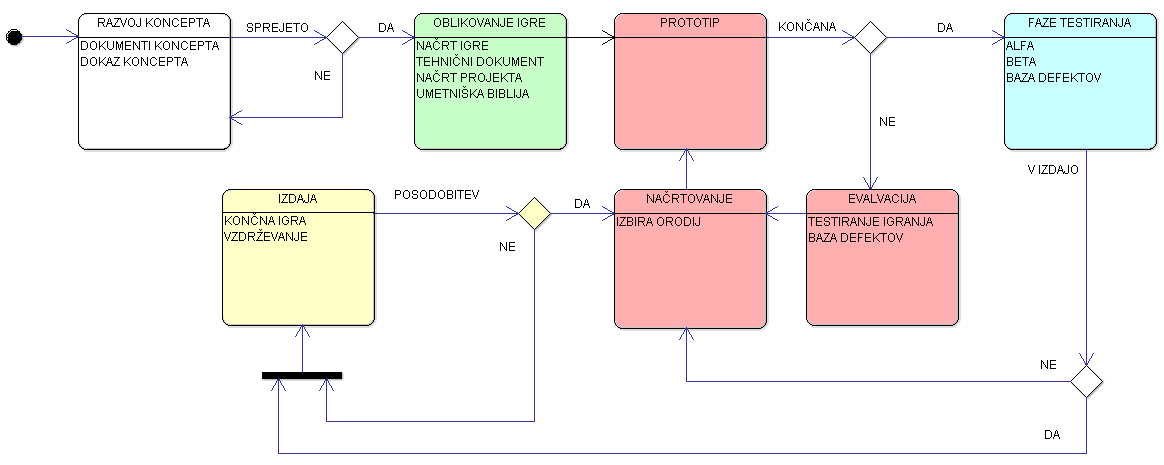 RAZVOJ KONCEPTA
DOKUMENTI KONCEPTA
DOKAZ KONCEPTA
SPREJETO
DA
NE
OBLIKOVANJE IGRE
NAČRT IGRE
TEHNIČNI DOKUMENT
NAČRT PROJEKTA
UMETNIŠKA BIBLIJA
PROTOTIP
KONČANA
DA
NE
FAZE TESTIRANJA
ALFA
BETA
BAZA DEFEKTOV
V IZDAJO
IZDAJA
KONČNA IGRA
VZDRŽEVANJE
POSODOBITEV
DA
NE
NAČRTOVANJE
IZBIRA ORODIJ
EVALVACIJA
TESTIRANJE IGRANJA
BAZA DEFEKTOV
NE
DA